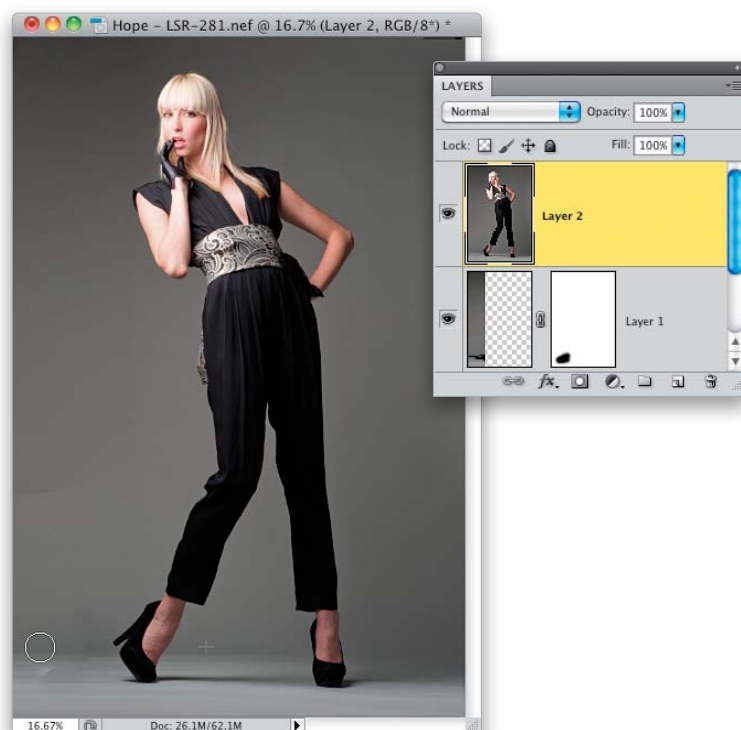 Hope – LSR-281.nef @ 16.7% (Layer 2, RGB/8*) *
LAYERS
Normal
Opacity: 100%
Lock:
Fill: 100%
Layer 2
Layer 1
fx.
16.67%
Doc: 26.1M/62.1M